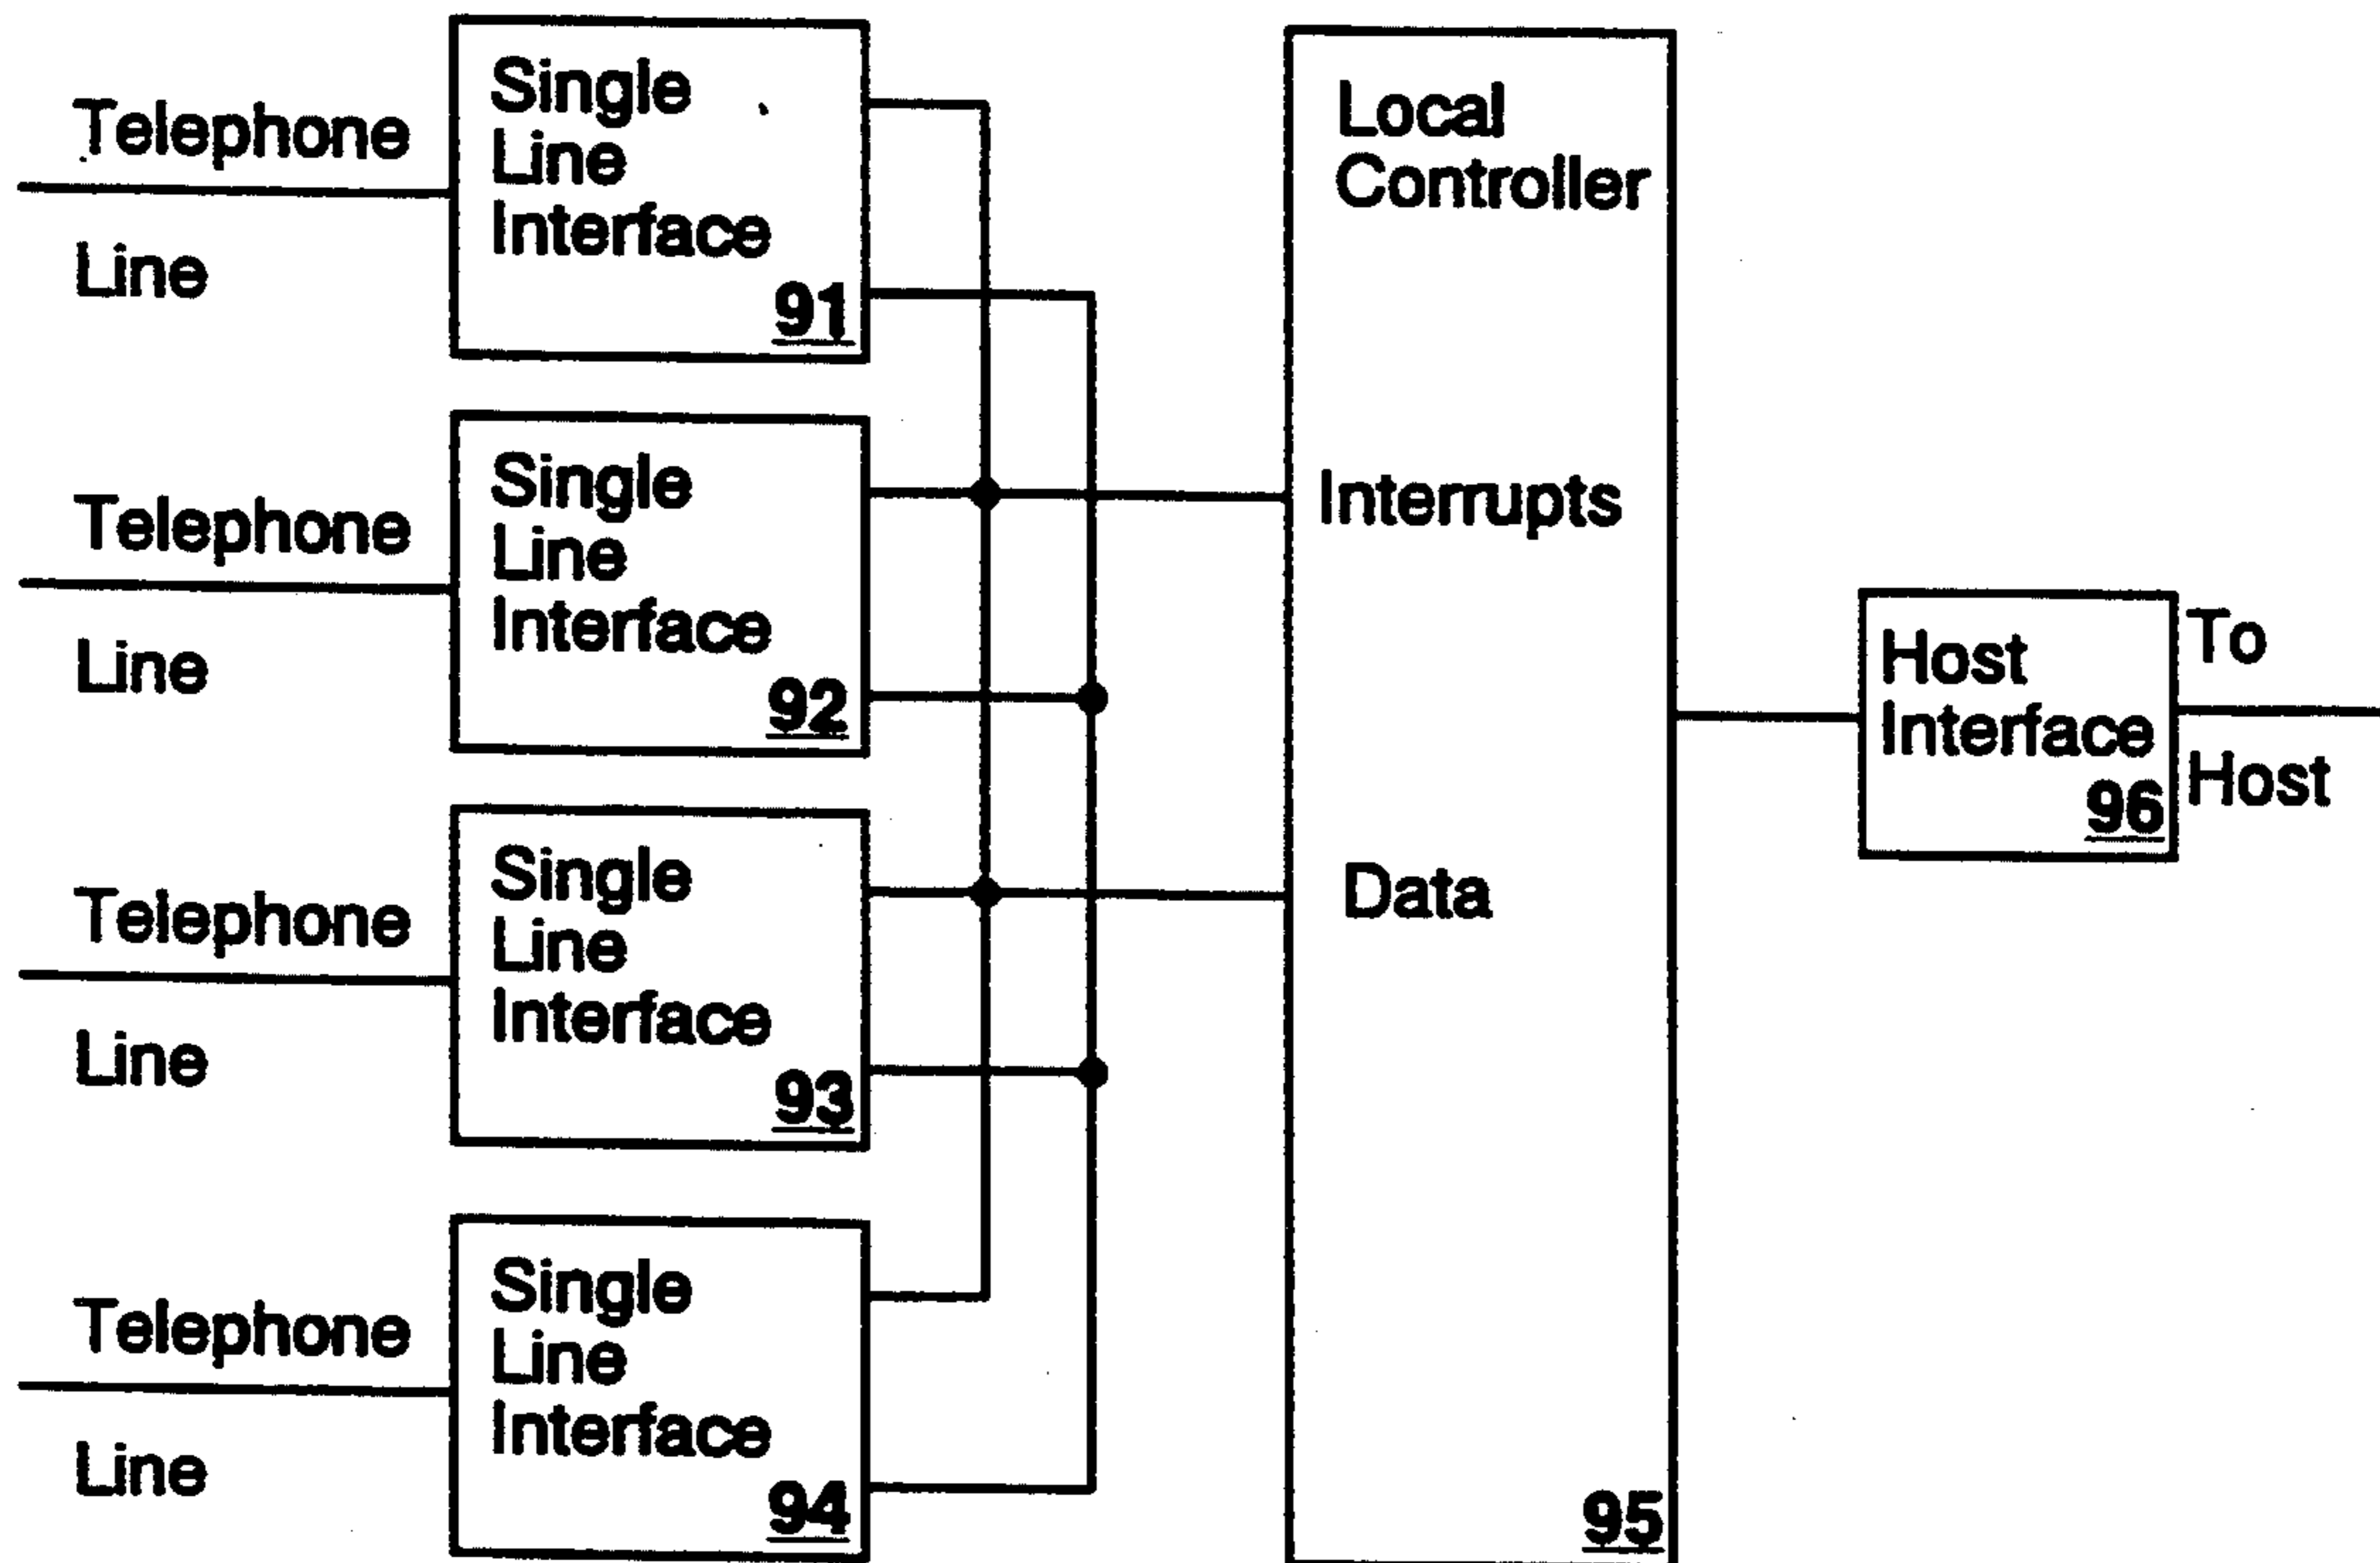 Telephone
Line
Single
Line
Interface
91
Telephone
Line
Single
Line
Interface
92
Telephone
Line
Single
Line
Interface
93
Telephone
Line
Single
Line
Interface
94
Local
Controller
Interrupts
Data
95
Host
Interface
96
To
Host